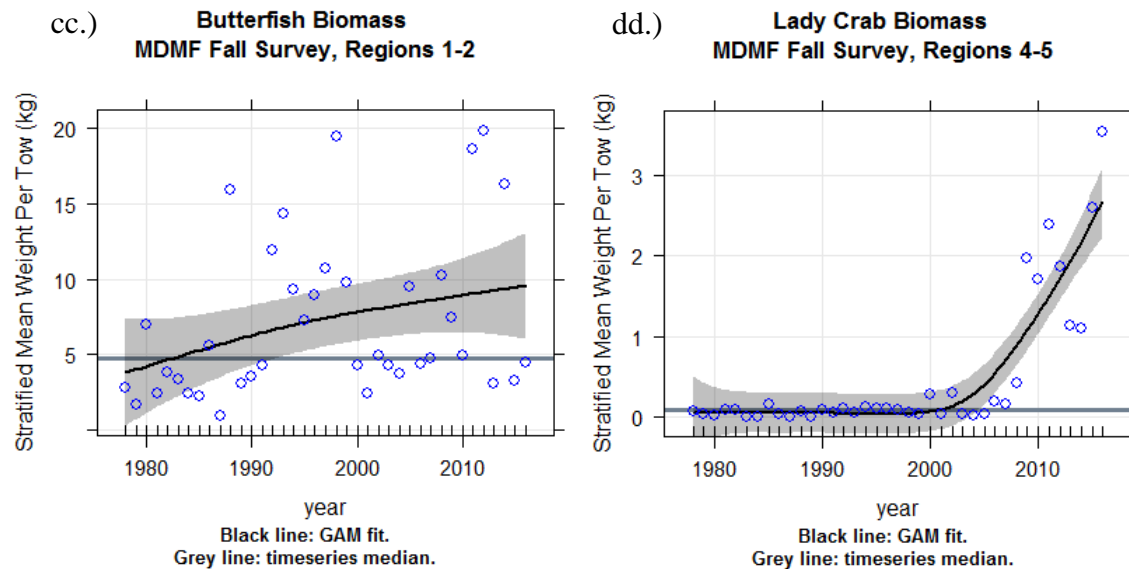 cc.)
Butterfish Biomass
MDMF Fall Survey, Regions 1-2
Stratified Mean Weight Per Tow (kg)
20
15
10
5
1980 1990 2000 2010
year
Black line: GAM fit.
Grey line: timeseries median.
dd.)
Lady Crab Biomass
MDMF Fall Survey, Regions 4-5
Stratified Mean Weight Per Tow (kg)
3
2
1
0
1980 1990 2000 2010
year
Black line: GAM fit.
Grey line: timeseries median.